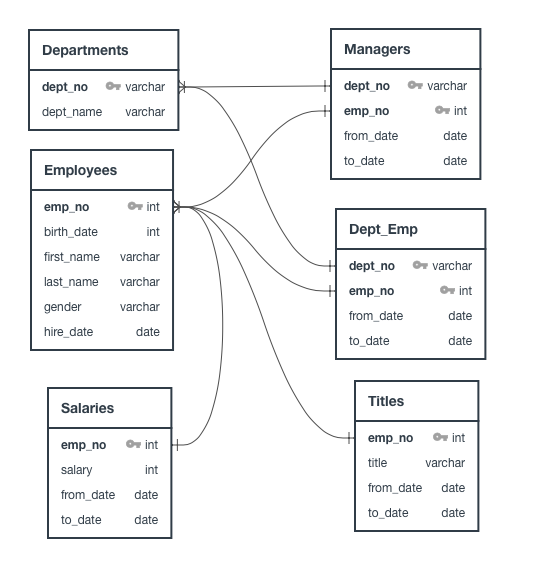 Departments
dept_no varchar
dept_name varchar
Managers
dept_no varchar
emp_no int
from_date date
to_date date
Employees
emp_no int
birth_date int
first_name varchar
last_name varchar
gender varchar
hire_date date
Dept_Emp
dept_no varchar
emp_no int
from_date date
to_date date
Salaries
emp_no int
salary int
from_date date
to_date date
Titles
emp_no int
title varchar
from_date date
to_date date